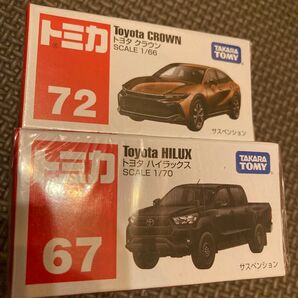 トミカ
72
Toyota CROWN
トヨタ クラウン
SCALE 1/66
TAKARA
TOMY
サスペンション
トミカ
67
Toyota HILUX
トヨタ ハイラックス
SCALE 1/70
TAKARA
TOMY
サスペンション